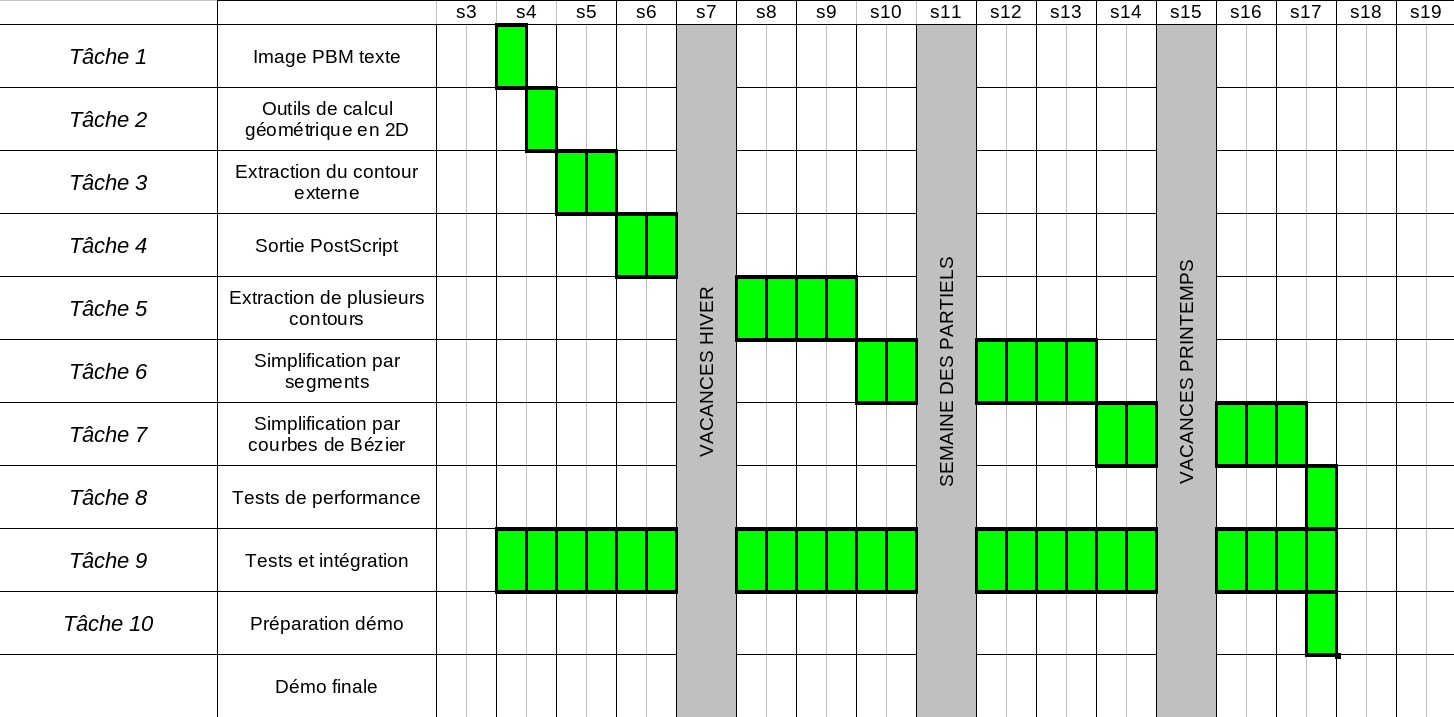 s3 s4 s5 s6 s7 s8 s9 s10 s11 s12 s13 s14 s15 s16 s17 s18 s19
Tâche 1
Image PBM texte
Tâche 2
Outils de calcul
géométrique en 2D
Tâche 3
Extraction du contour
externe
Tâche 4
Sortie PostScript
Tâche 5
Extraction de plusieurs
contours
Tâche 6
Simplification par
segments
Tâche 7
Simplification par
courbes de Bézier
Tâche 8
Tests de performance
Tâche 9
Tests et intégration
Tâche 10
Préparation démo
Démo finale
VACANCES HIVER
SEMAINE DES PARTIELS
VACANCES PRINTEMPS